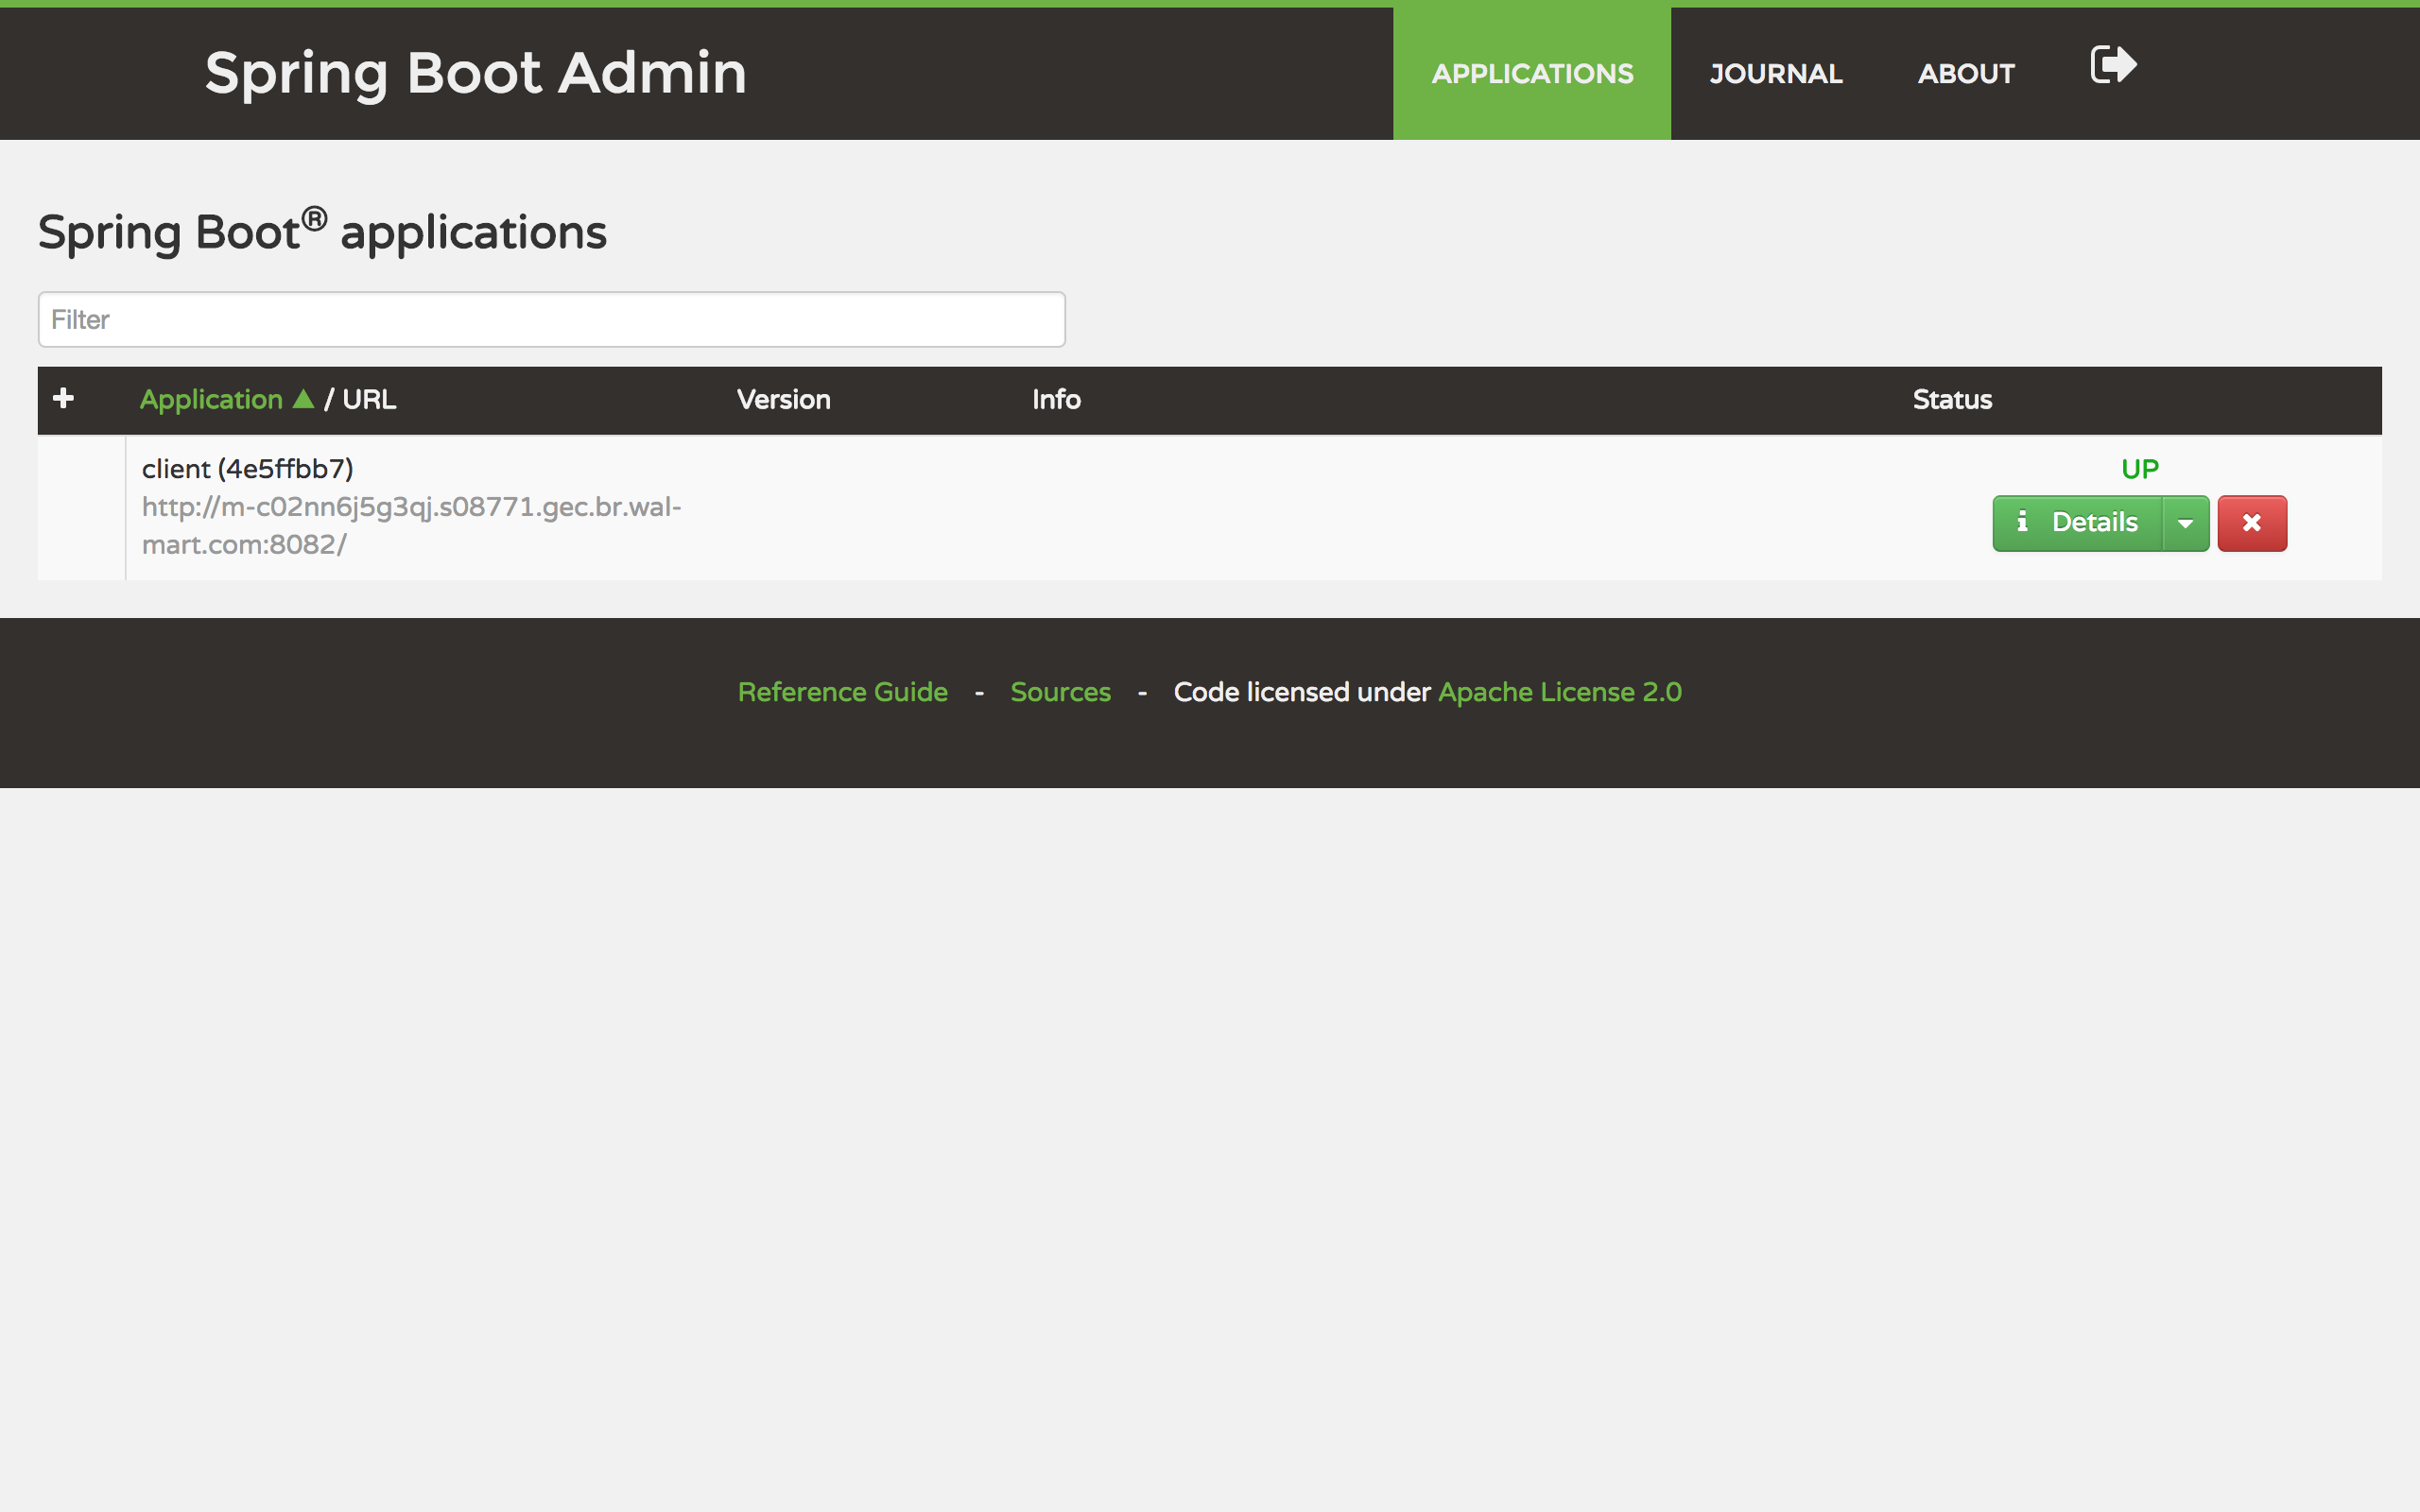 Spring Boot Admin
APPLICATIONS
JOURNAL
ABOUT
Spring Boot® applications
Filter
Application ▲ / URL
Version
Info
Status
client (4e5ffbb7)
http://m-c02nn6j5g3qj.s08771.gec.br.wal-
mart.com:8082/
UP
Details
Reference Guide - Sources - Code licensed under Apache License 2.0